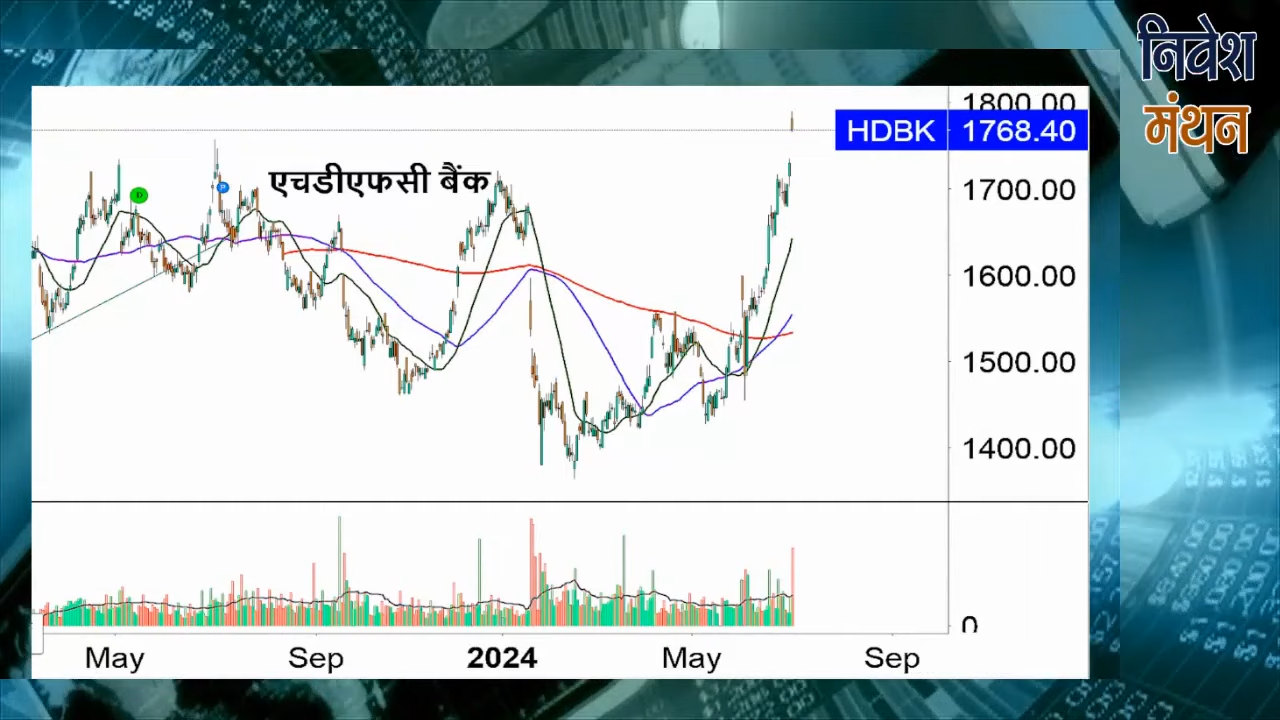 निवेश
मंथन
1800.00
HDBK 1768.40
एचडीएफसी बैंक
1700.00
D
P
1600.00
1500.00
1400.00
0
May Sep 2024 May Sep